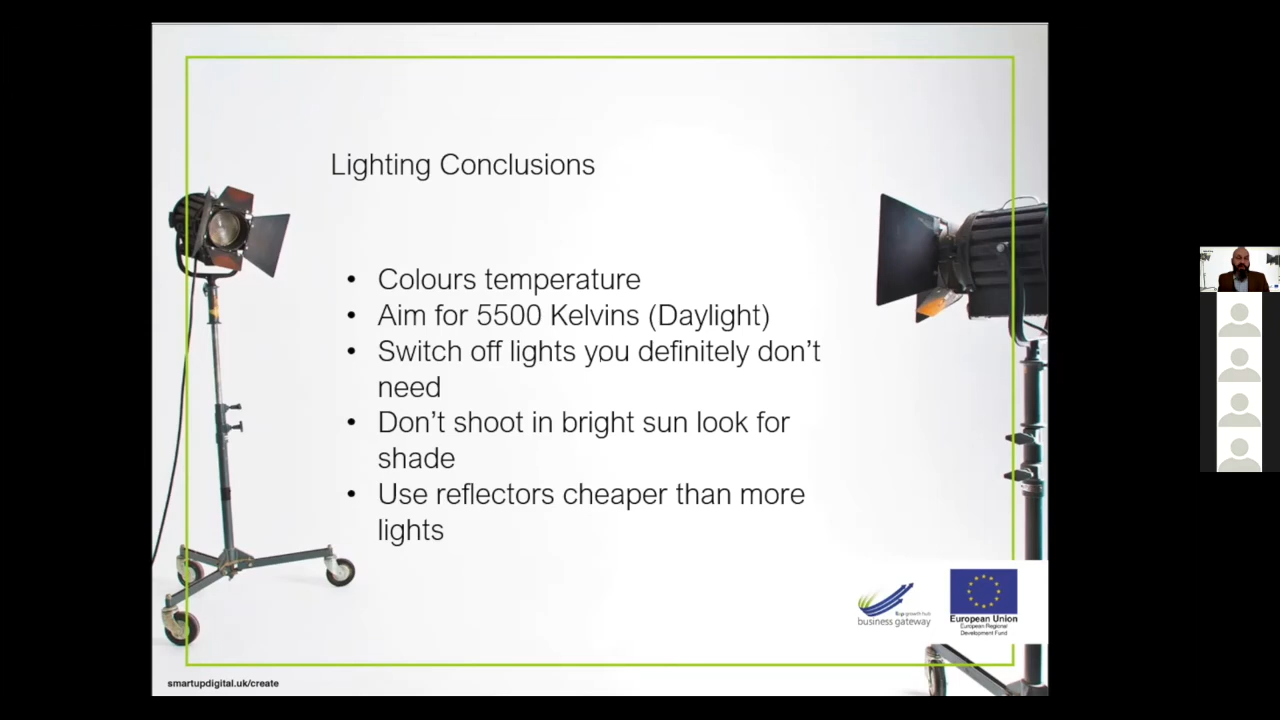 Lighting Conclusions
• Colours temperature
• Aim for 5500 Kelvins (Daylight)
• Switch off lights you definitely don’t
need
• Don’t shoot in bright sun look for
shade
• Use reflectors cheaper than more
lights
growth hub
business gateway
European Union
European Regional
Development Fund
smartupdigital.uk/create